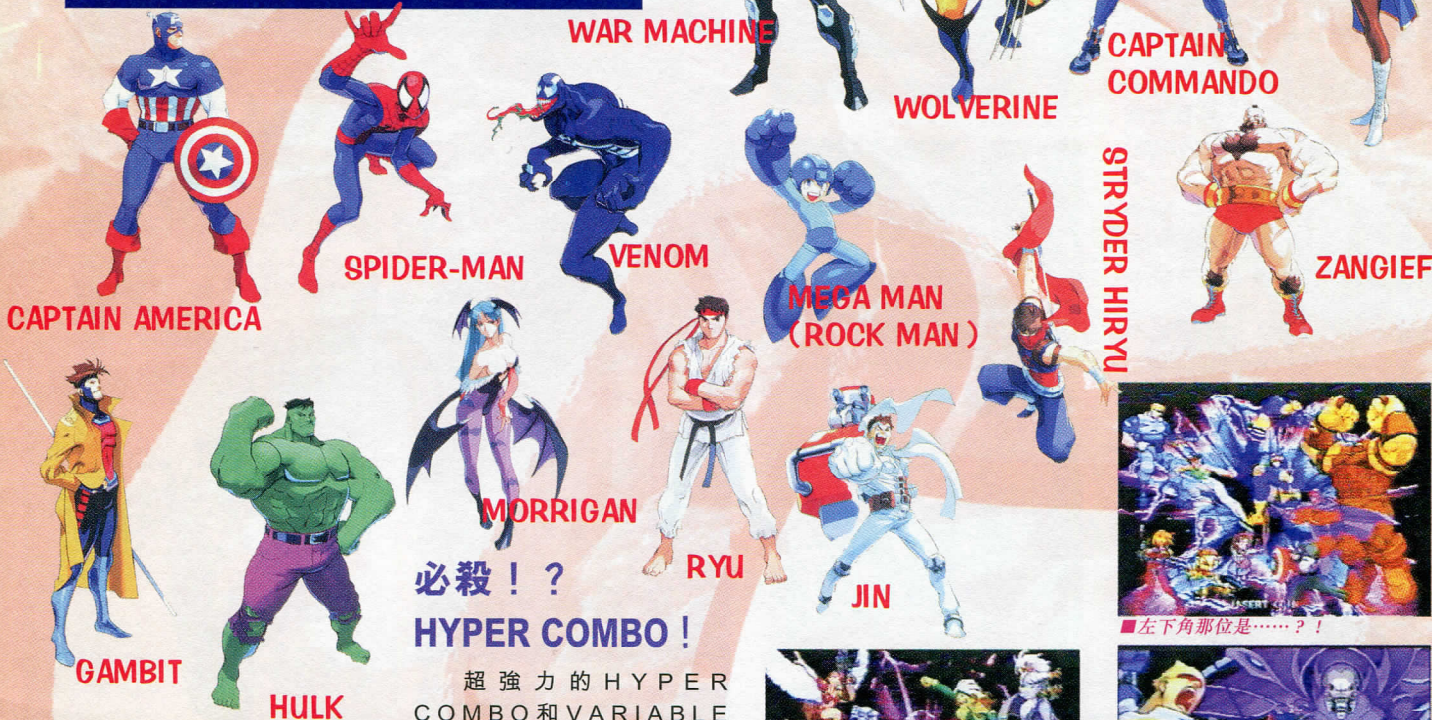 WAR MACHINE
CAPTAIN
COMMANDO
WOLVERINE
STRYDER HIRYU
SPIDER-MAN
VENOM
ZANGIEF
MEGA MAN
(ROCK MAN)
CAPTAIN AMERICA
MORRIGAN
RYU
JIN
GAMBIT
HULK
必殺！？
HYPER COMBO！
超強力的HYPER
COMBO和VARIABLE
INSERT COIN
■左下角那位是……？！